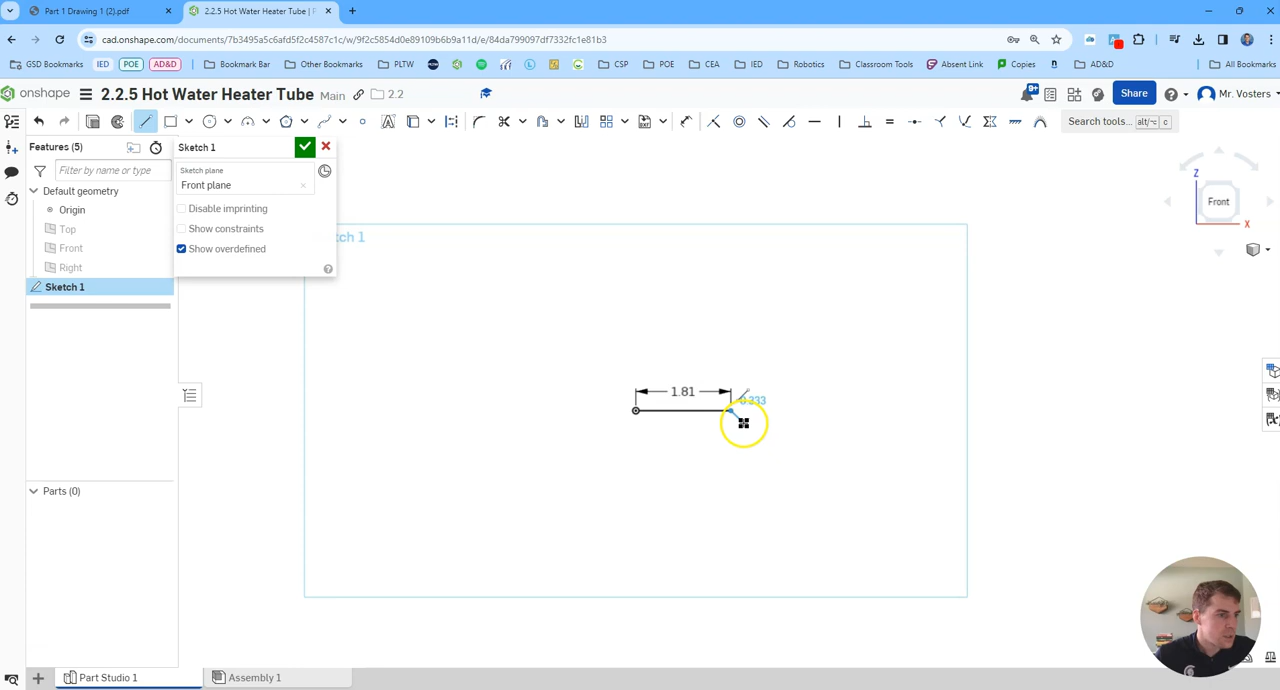 Part 1 Drawing 1 (2).pdf
2.2.5 Hot Water Heater Tube | P
cad.onshape.com/documents/7b3495a5c6afd5f2c4587c1c/w/9f2c5854d0e89109b6b9a11d/e/84da799097df7332fc1e81b3
GSD Bookmarks IED POE AD&D Bookmark Bar Other Bookmarks PLTW CSP POE CEA IED Robotics Classroom Tools Absent Link Copies n AD&D All Bookmarks
onshape 2.2.5 Hot Water Heater Tube Main 2.2 9+ Share Mr. Vosters
Search tools... alt/⌥ c
Features (5)
Filter by name or type
Default geometry
Origin
Top
Front
Right
Sketch 1
Sketch 1
Sketch plane
Front plane
Disable imprinting
Show constraints
Show overdefined
tch 1
Z
Front
X
1.81
0.333
Parts (0)
Part Studio 1
Assembly 1